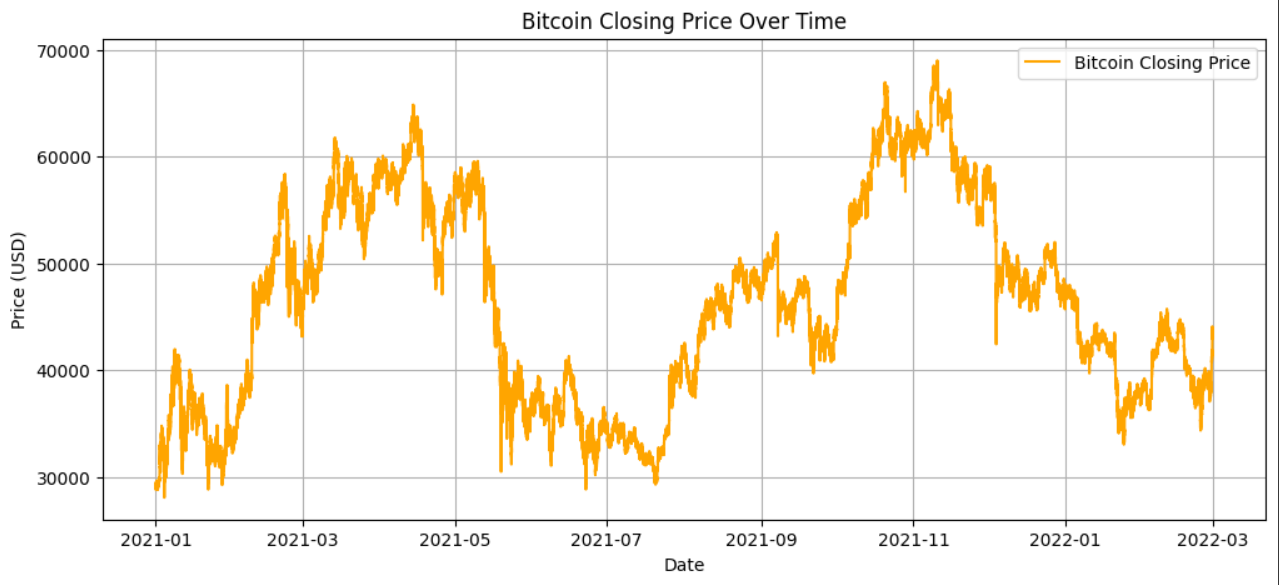 Bitcoin Closing Price Over Time
Bitcoin Closing Price
Price (USD)
70000
60000
50000
40000
30000
2021-01 2021-03 2021-05 2021-07 2021-09 2021-11 2022-01 2022-03
Date